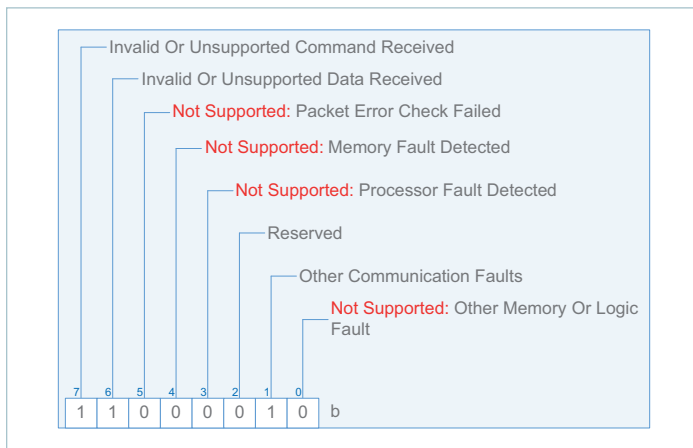 Invalid Or Unsupported Command Received
Invalid Or Unsupported Data Received
Not Supported: Packet Error Check Failed
Not Supported: Memory Fault Detected
Not Supported: Processor Fault Detected
Reserved
Other Communication Faults
Not Supported: Other Memory Or Logic
Fault
7 6 5 4 3 2 1 0
1 1 0 0 0 0 1 0 b